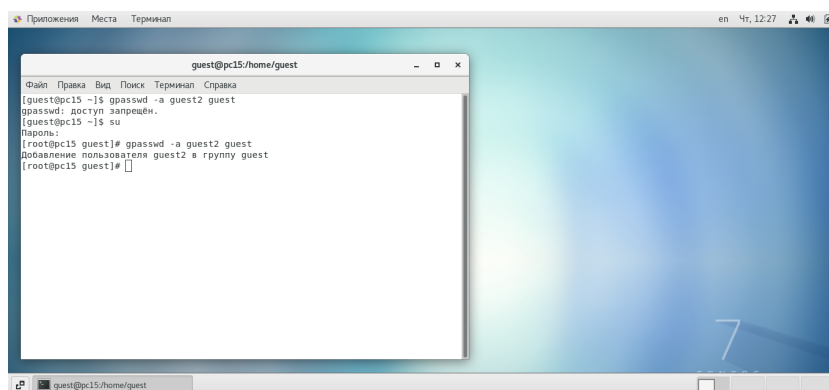 Приложения Места Терминал en Чт, 12:27
guest@pc15:/home/guest
Файл Правка Вид Поиск Терминал Справка
[guest@pc15 ~]$ gpasswd -a guest2 guest
gpasswd: доступ запрещён.
[guest@pc15 ~]$ su
Пароль:
[root@pc15 guest]# gpasswd -a guest2 guest
Добавление пользователя guest2 в группу guest
[root@pc15 guest]#
7
guest@pc15:/home/guest